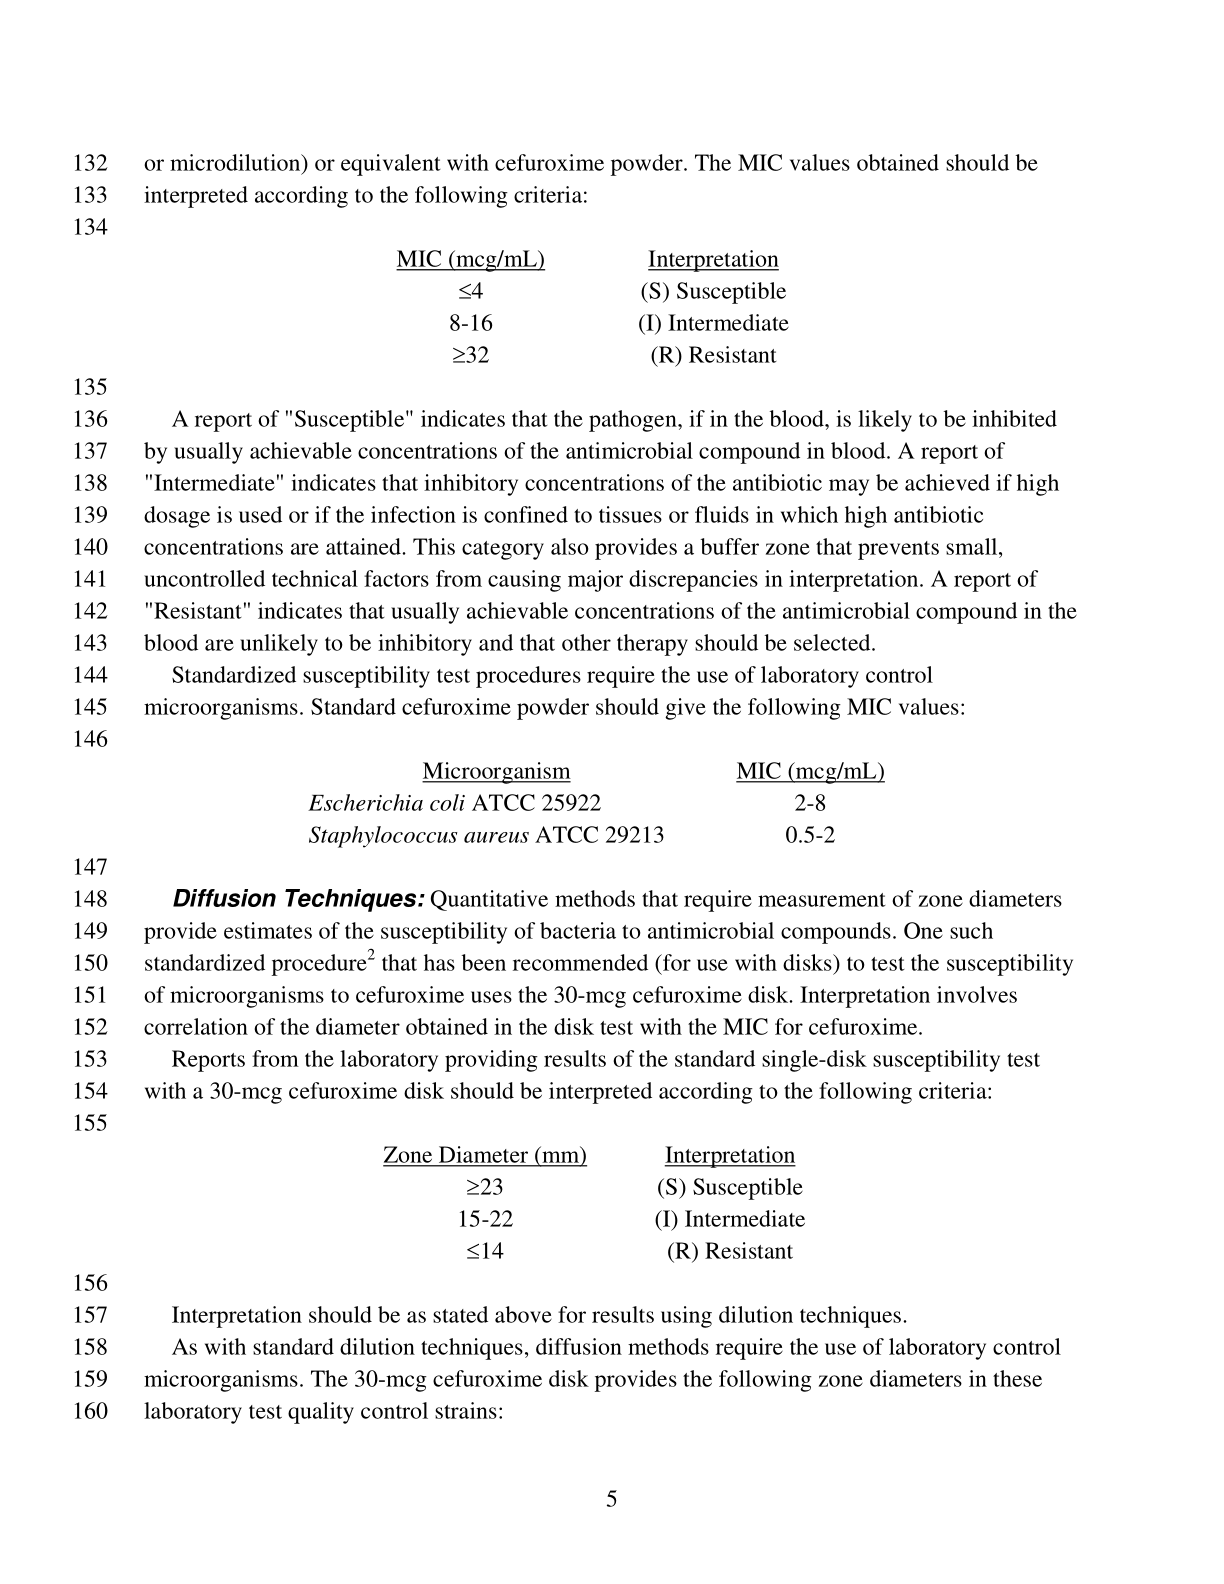 132 or microdilution) or equivalent with cefuroxime powder. The MIC values obtained should be
133 interpreted according to the following criteria:
134
MIC (mcg/mL) Interpretation
≤4 (S) Susceptible
8-16 (I) Intermediate
≥32 (R) Resistant
135
136 A report of "Susceptible" indicates that the pathogen, if in the blood, is likely to be inhibited
137 by usually achievable concentrations of the antimicrobial compound in blood. A report of
138 "Intermediate" indicates that inhibitory concentrations of the antibiotic may be achieved if high
139 dosage is used or if the infection is confined to tissues or fluids in which high antibiotic
140 concentrations are attained. This category also provides a buffer zone that prevents small,
141 uncontrolled technical factors from causing major discrepancies in interpretation. A report of
142 "Resistant" indicates that usually achievable concentrations of the antimicrobial compound in the
143 blood are unlikely to be inhibitory and that other therapy should be selected.
144 Standardized susceptibility test procedures require the use of laboratory control
145 microorganisms. Standard cefuroxime powder should give the following MIC values:
146
Microorganism MIC (mcg/mL)
Escherichia coli ATCC 25922 2-8
Staphylococcus aureus ATCC 29213 0.5-2
147
148 Diffusion Techniques: Quantitative methods that require measurement of zone diameters
149 provide estimates of the susceptibility of bacteria to antimicrobial compounds. One such
150 standardized procedure2 that has been recommended (for use with disks) to test the susceptibility
151 of microorganisms to cefuroxime uses the 30-mcg cefuroxime disk. Interpretation involves
152 correlation of the diameter obtained in the disk test with the MIC for cefuroxime.
153 Reports from the laboratory providing results of the standard single-disk susceptibility test
154 with a 30-mcg cefuroxime disk should be interpreted according to the following criteria:
155
Zone Diameter (mm) Interpretation
≥23 (S) Susceptible
15-22 (I) Intermediate
≤14 (R) Resistant
156
157 Interpretation should be as stated above for results using dilution techniques.
158 As with standard dilution techniques, diffusion methods require the use of laboratory control
159 microorganisms. The 30-mcg cefuroxime disk provides the following zone diameters in these
160 laboratory test quality control strains:
5